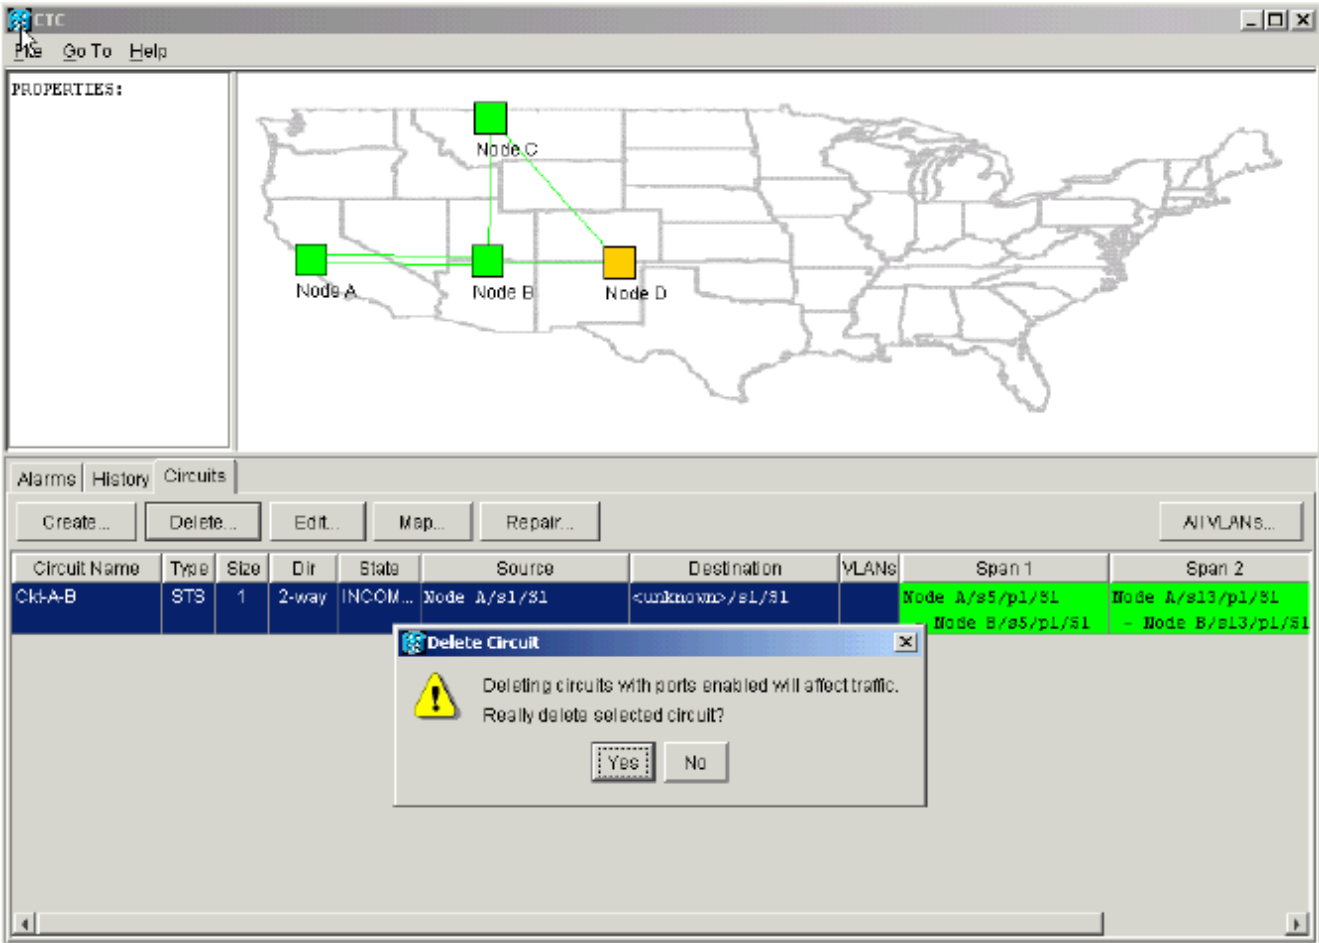 CTC
File Go To Help
PROPERTIES:
Node C
Node A
Node B
Node D
Alarms History Circuits
Create... Delete... Edit... Map... Repair... All VLANs...
Circuit Name Type Size Dir State Source Destination VLANs Span 1 Span 2
Ckt-A-B STS 1 2-way INCOM... Node A/s1/S1 <unknown>/s1/S1 Node A/s5/p1/S1 Node A/s13/p1/S1
- Node B/s5/p1/S1 - Node B/s13/p1/S1
Delete Circuit
Deleting circuits with ports enabled will affect traffic.
Really delete selected circuit?
Yes No